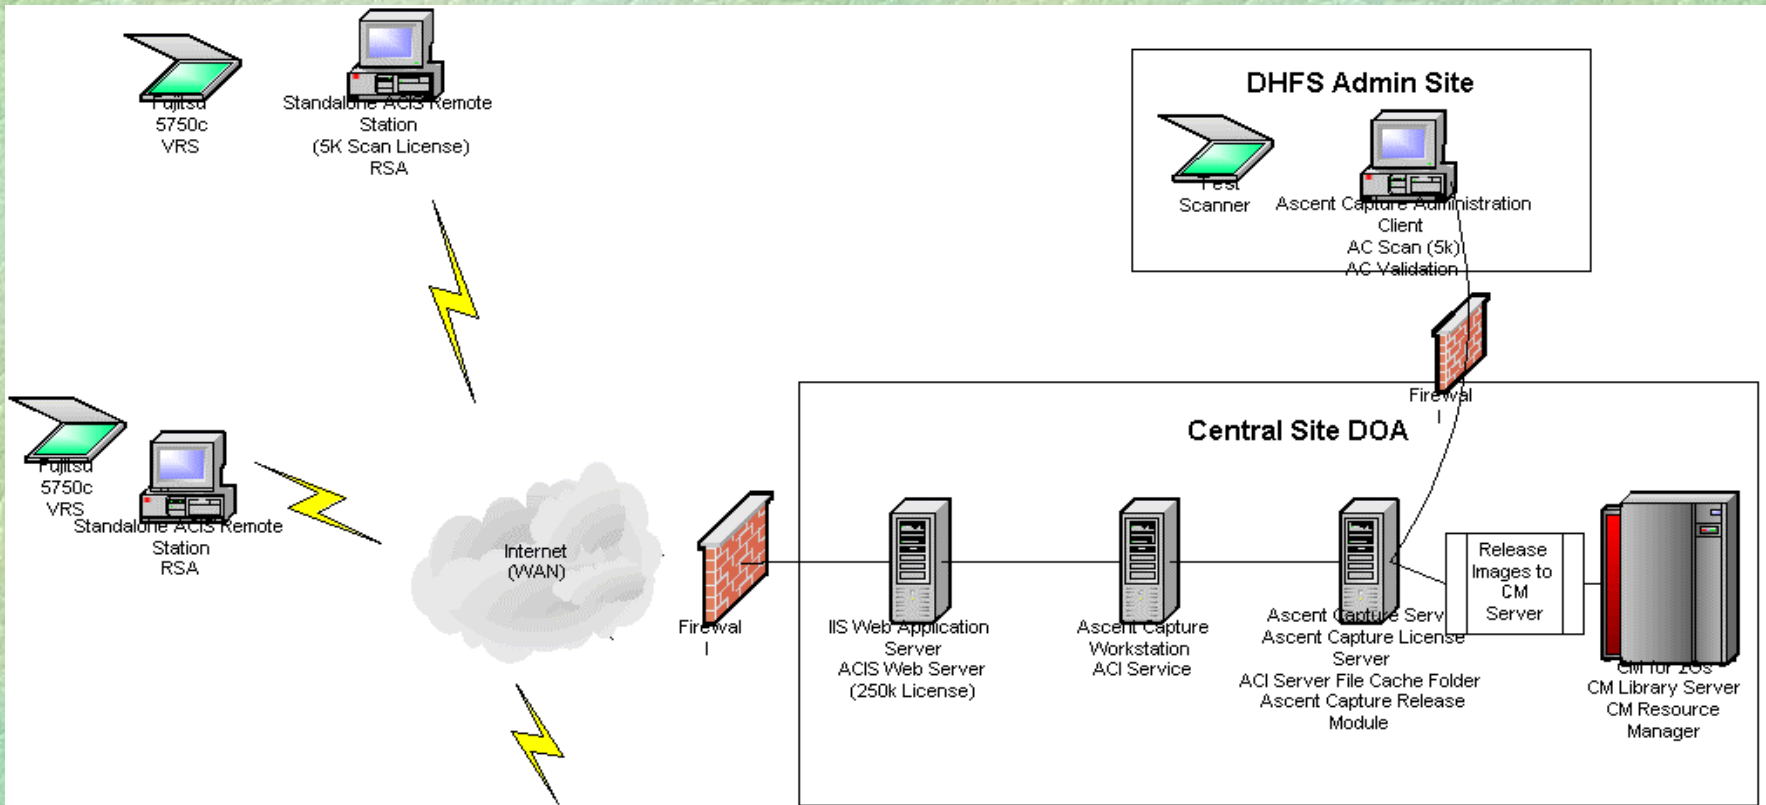 Fujitsu
5750c
VRS
Standalone ACIS Remote
Station
(5K Scan License)
RSA
DHFS Admin Site
Test
Scanner
Ascent Capture Administration
Client
AC Scan (5k)
AC Validation
Firewal
l
Central Site DOA
Fujitsu
5750c
VRS
Standalone ACIS Remote
Station
RSA
Internet
(WAN)
Firewal
l
IIS Web Application
Server
ACIS Web Server
(250k License)
Ascent Capture
Workstation
ACI Service
Ascent Capture Serv
Ascent Capture License
Server
ACI Server File Cache Folder
Ascent Capture Release
Module
Release
Images to
CM
Server
CM for zOs
CM Library Server
CM Resource
Manager